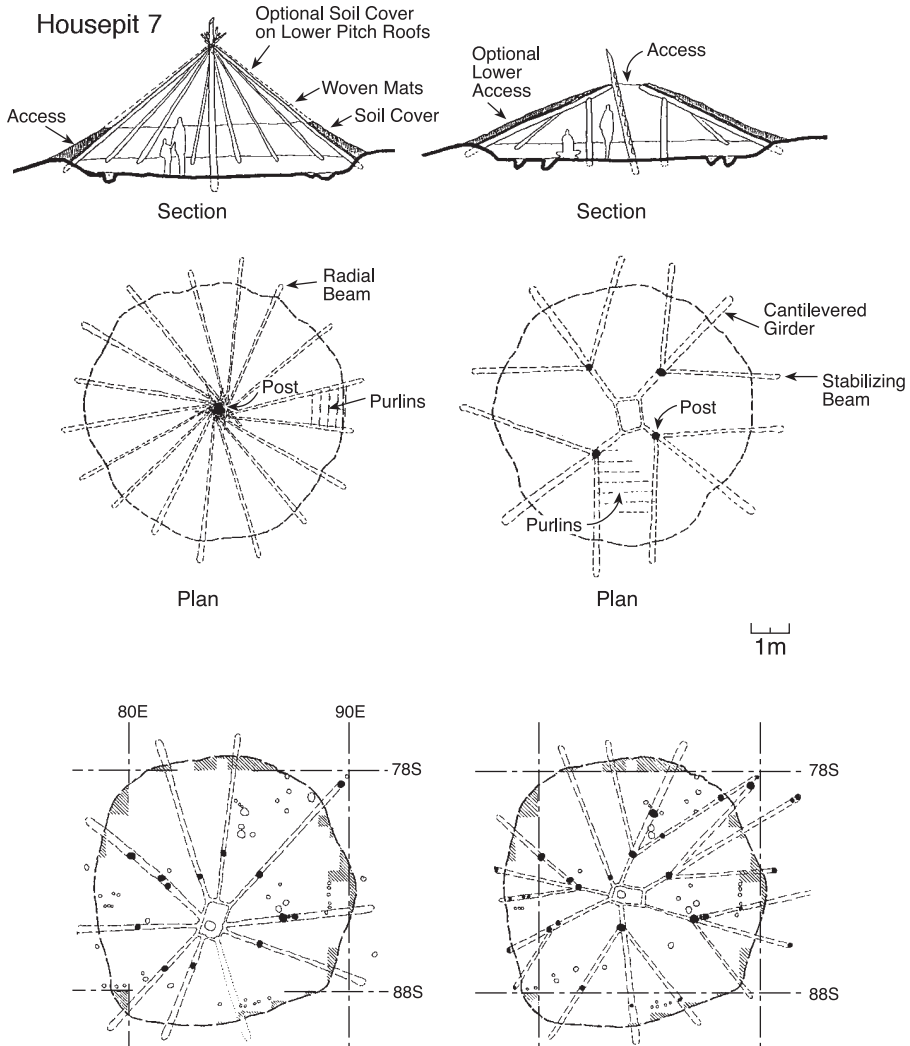 Housepit 7
Optional Soil Cover
on Lower Pitch Roofs
Woven Mats
Soil Cover
Access
Section
Optional
Lower
Access
Access
Section
Radial
Beam
Post
Purlins
Plan
Cantilevered
Girder
Stabilizing
Beam
Post
Purlins
Plan
1m
80E
90E
78S
88S
78S
88S